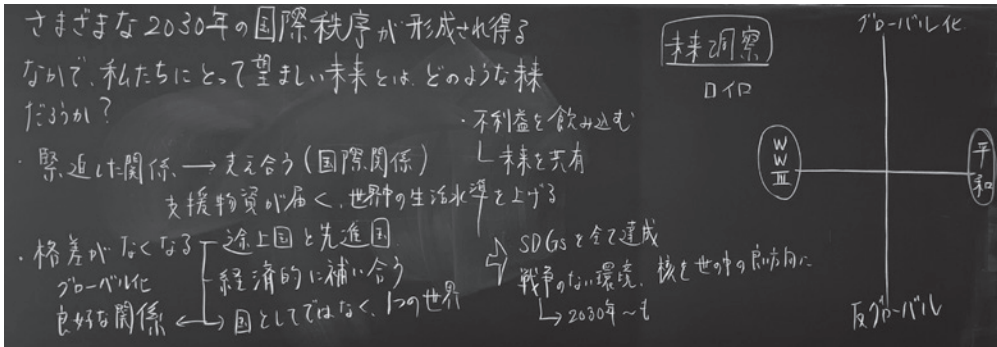 さまざまな2030年の国際秩序が形成され得る
なかで、私たちにとって望ましい未来とは、どのような未来
だろうか?
・緊迫した関係 → 支え合う(国際関係)
支援物資が届く、世界中の生活水準を上げる
・格差がなくなる
途上国と先進国
経済的に補い合う
国としてではなく、1つの世界
グローバル化
良好な関係
・不利益を飲み込む
未来を共有
SDGsを全て達成
戦争のない環境、核を世の中の良い方向に
→2030年~も
未来洞察
ロイロ
グローバル化
WWⅢ
平和
反グローバル